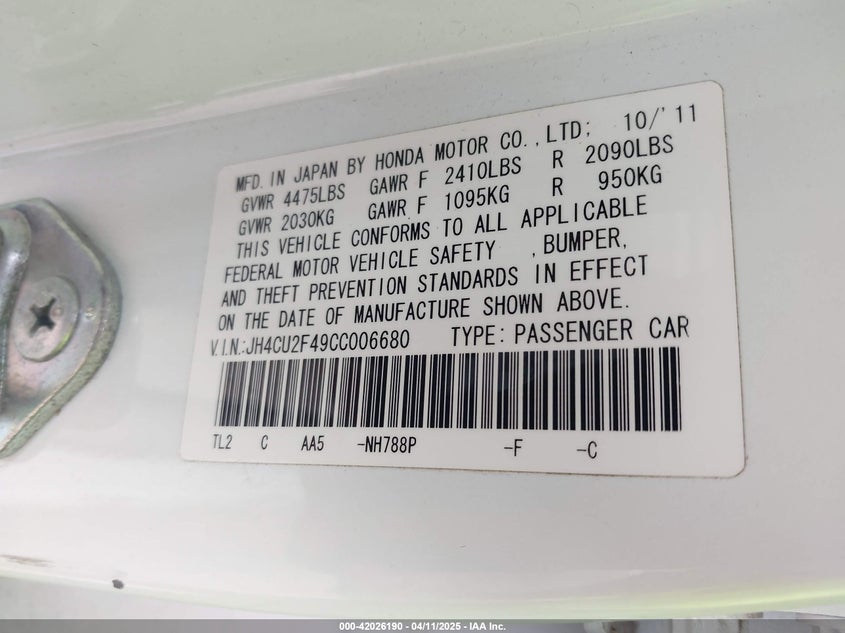 MFD. IN JAPAN BY HONDA MOTOR CO.,LTD; 10/'11
GVWR 4475LBS GAWR F 2410LBS R 2090LBS
GVWR 2030KG GAWR F 1095KG R 950KG
THIS VEHICLE CONFORMS TO ALL APPLICABLE
FEDERAL MOTOR VEHICLE SAFETY ,BUMPER,
AND THEFT PREVENTION STANDARDS IN EFFECT
ON THE DATE OF MANUFACTURE SHOWN ABOVE.
V.I.N.:JH4CU2F49CC006680 TYPE: PASSENGER CAR
TL2 C AA5 -NH788P -F -C
000-42026190 - 04/11/2025 - IAA Inc.